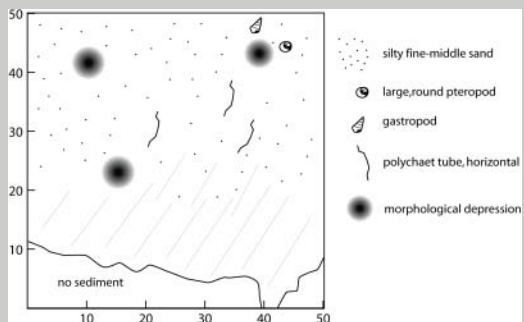 50
40
30
20
10
no sediment
10 20 30 40 50
silty fine-middle sand
large,round pteropod
gastropod
polychaet tube, horizontal
morphological depression